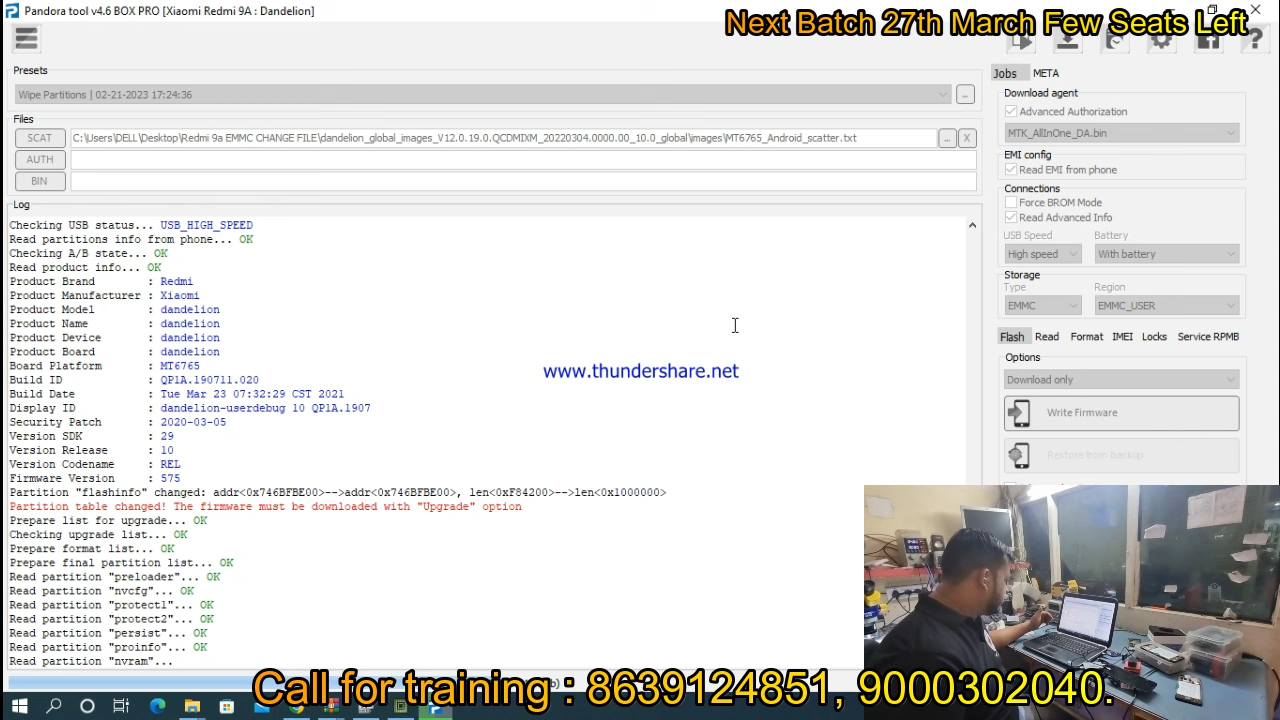 Pandora tool v4.6 BOX PRO [Xiaomi Redmi 9A : Dandelion]
Next Batch 27th March Few Seats Left
Presets
Wipe Partitions | 02-21-2023 17:24:36
...
Files
SCAT
C:\Users\DELL\Desktop\Redmi 9a EMMC CHANGE FILE\dandelion_global_images_V12.0.19.0.QCDMIXM_20220304.0000.00_10.0_global\images\MT6765_Android_scatter.txt
... X
AUTH
BIN
Log
Checking USB status... USB_HIGH_SPEED
Read partitions info from phone... OK
Checking A/B state... OK
Read product info... OK
Product Brand : Redmi
Product Manufacturer : Xiaomi
Product Model : dandelion
Product Name : dandelion
Product Device : dandelion
Product Board : dandelion
Board Platform : MT6765
Build ID : QP1A.190711.020
Build Date : Tue Mar 23 07:32:29 CST 2021
Display ID : dandelion-userdebug 10 QP1A.1907
Security Patch : 2020-03-05
Version SDK : 29
Version Release : 10
Version Codename : REL
Firmware Version : 575
Partition "flashinfo" changed: addr<0x746BFBE00>-->addr<0x746BFBE00>, len<0xF84200>-->len<0x1000000>
Partition table changed! The firmware must be downloaded with "Upgrade" option
Prepare list for upgrade... OK
Checking upgrade list... OK
Prepare format list... OK
Prepare final partition list... OK
Read partition "preloader"... OK
Read partition "nvcfg"... OK
Read partition "protect1"... OK
Read partition "protect2"... OK
Read partition "persist"... OK
Read partition "proinfo"... OK
Read partition "nvram"...
www.thundershare.net
Jobs META
Download agent
Advanced Authorization
MTK_AllInOne_DA.bin
EMI config
Read EMI from phone
Connections
Force BROM Mode
Read Advanced Info
USB Speed Battery
High speed With battery
Storage
Type Region
EMMC EMMC_USER
Flash Read Format IMEI Locks Service RPMB
Options
Download only
Write Firmware
Restore from backup
Call for training : 8639124851, 9000302040.